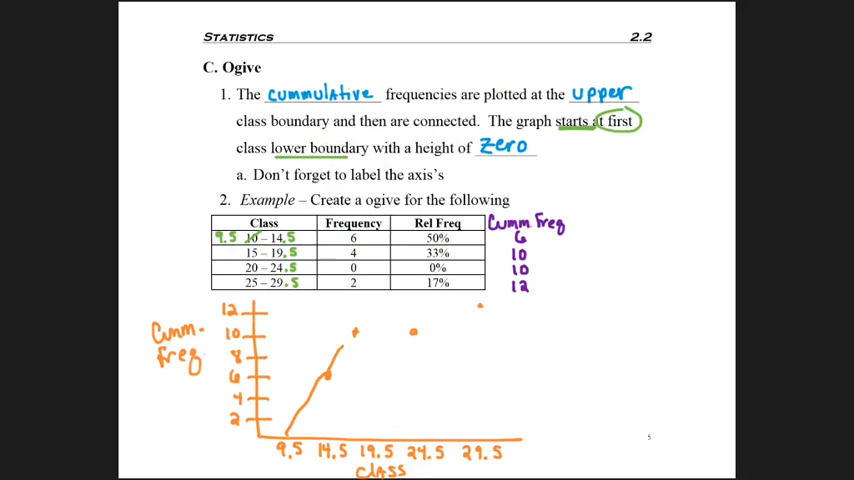 STATISTICS 2.2
C. Ogive
1. The cummulative frequencies are plotted at the upper
class boundary and then are connected. The graph starts at first
class lower boundary with a height of zero
a. Don't forget to label the axis's
2. Example – Create a ogive for the following
Class Frequency Rel Freq Cumm Freq
9.5 10 – 14.5 6 50% 6
15 – 19.5 4 33% 10
20 – 24.5 0 0% 10
25 – 29.5 2 17% 12
12
Cumm. 10
Freq 8
6
4
2
5
9.5 14.5 19.5 24.5 29.5
CLASS